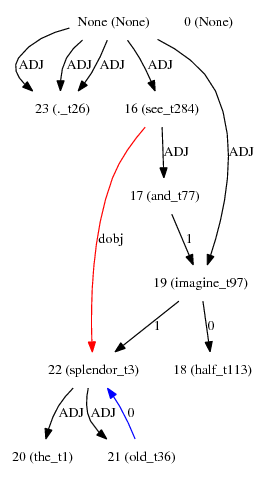 None (None) 0 (None)
ADJ ADJ ADJ ADJ
23 (._t26) 16 (see_t284)
ADJ ADJ
17 (and_t77)
dobj 1
19 (imagine_t97)
1 0
22 (splendor_t3) 18 (half_t113)
ADJ ADJ 0
20 (the_t1) 21 (old_t36)